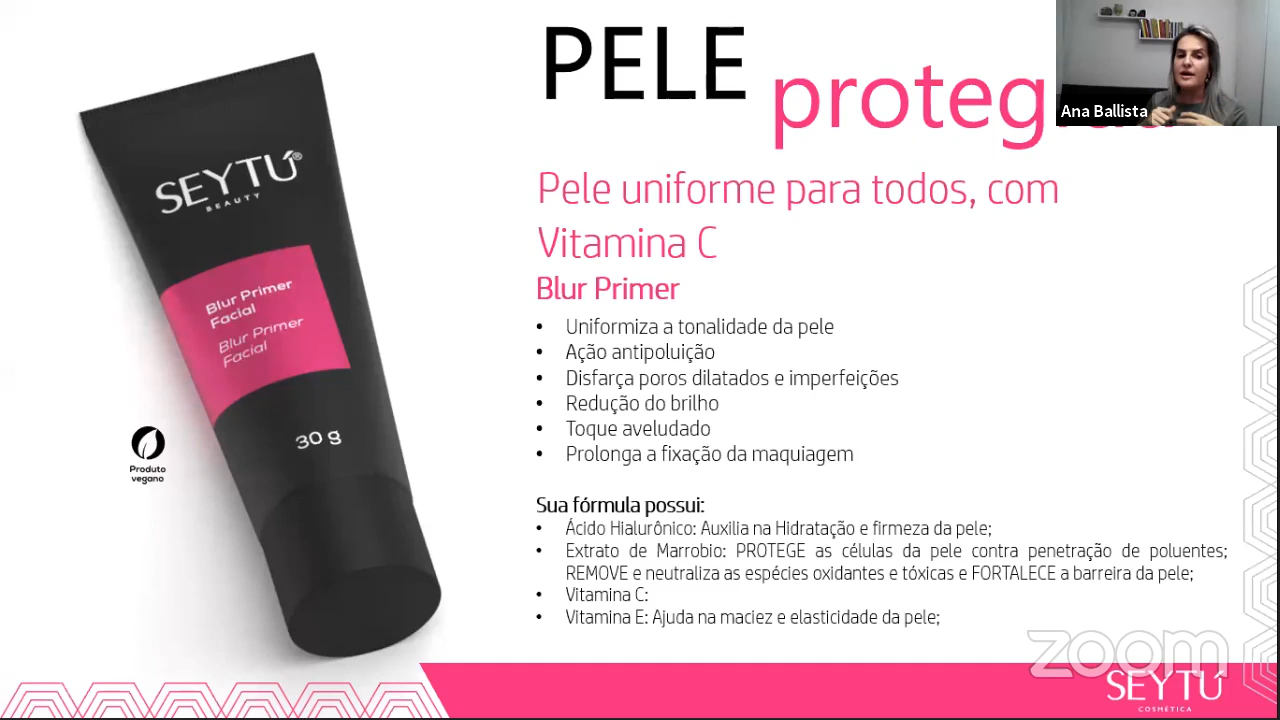 PELE
proteg
Ana Ballista
Pele uniforme para todos, com
Vitamina C
Blur Primer
• Uniformiza a tonalidade da pele
• Ação antipoluição
• Disfarça poros dilatados e imperfeições
• Redução do brilho
• Toque aveludado
• Prolonga a fixação da maquiagem
Sua fórmula possui:
• Ácido Hialurônico: Auxilia na Hidratação e firmeza da pele;
• Extrato de Marrobio: PROTEGE as células da pele contra penetração de poluentes;
REMOVE e neutraliza as espécies oxidantes e tóxicas e FORTALECE a barreira da pele;
• Vitamina C:
• Vitamina E: Ajuda na maciez e elasticidade da pele;
SEYTÚ®
BEAUTY
Blur Primer
Facial
Blur Primer
Facial
30 g
Produto
vegano
zoom
SEYTÚ
COSMÉTICA